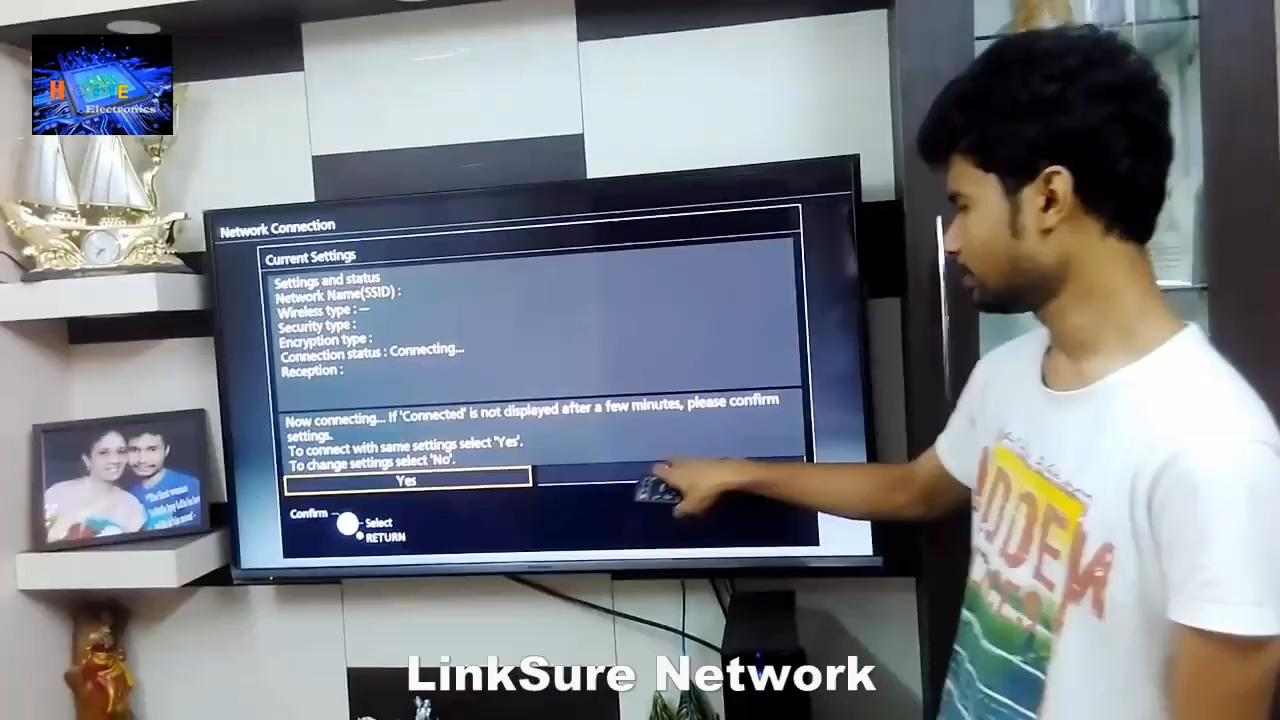 Electronics
Network Connection
Current Settings
Settings and status
Network Name(SSID) :
Wireless type : —
Security type :
Encryption type :
Connection status : Connecting...
Reception :
Now connecting... If 'Connected' is not displayed after a few minutes, please confirm
settings.
To connect with same settings select 'Yes'.
To change settings select 'No'.
Yes
Confirm
Select
RETURN
LinkSure Network